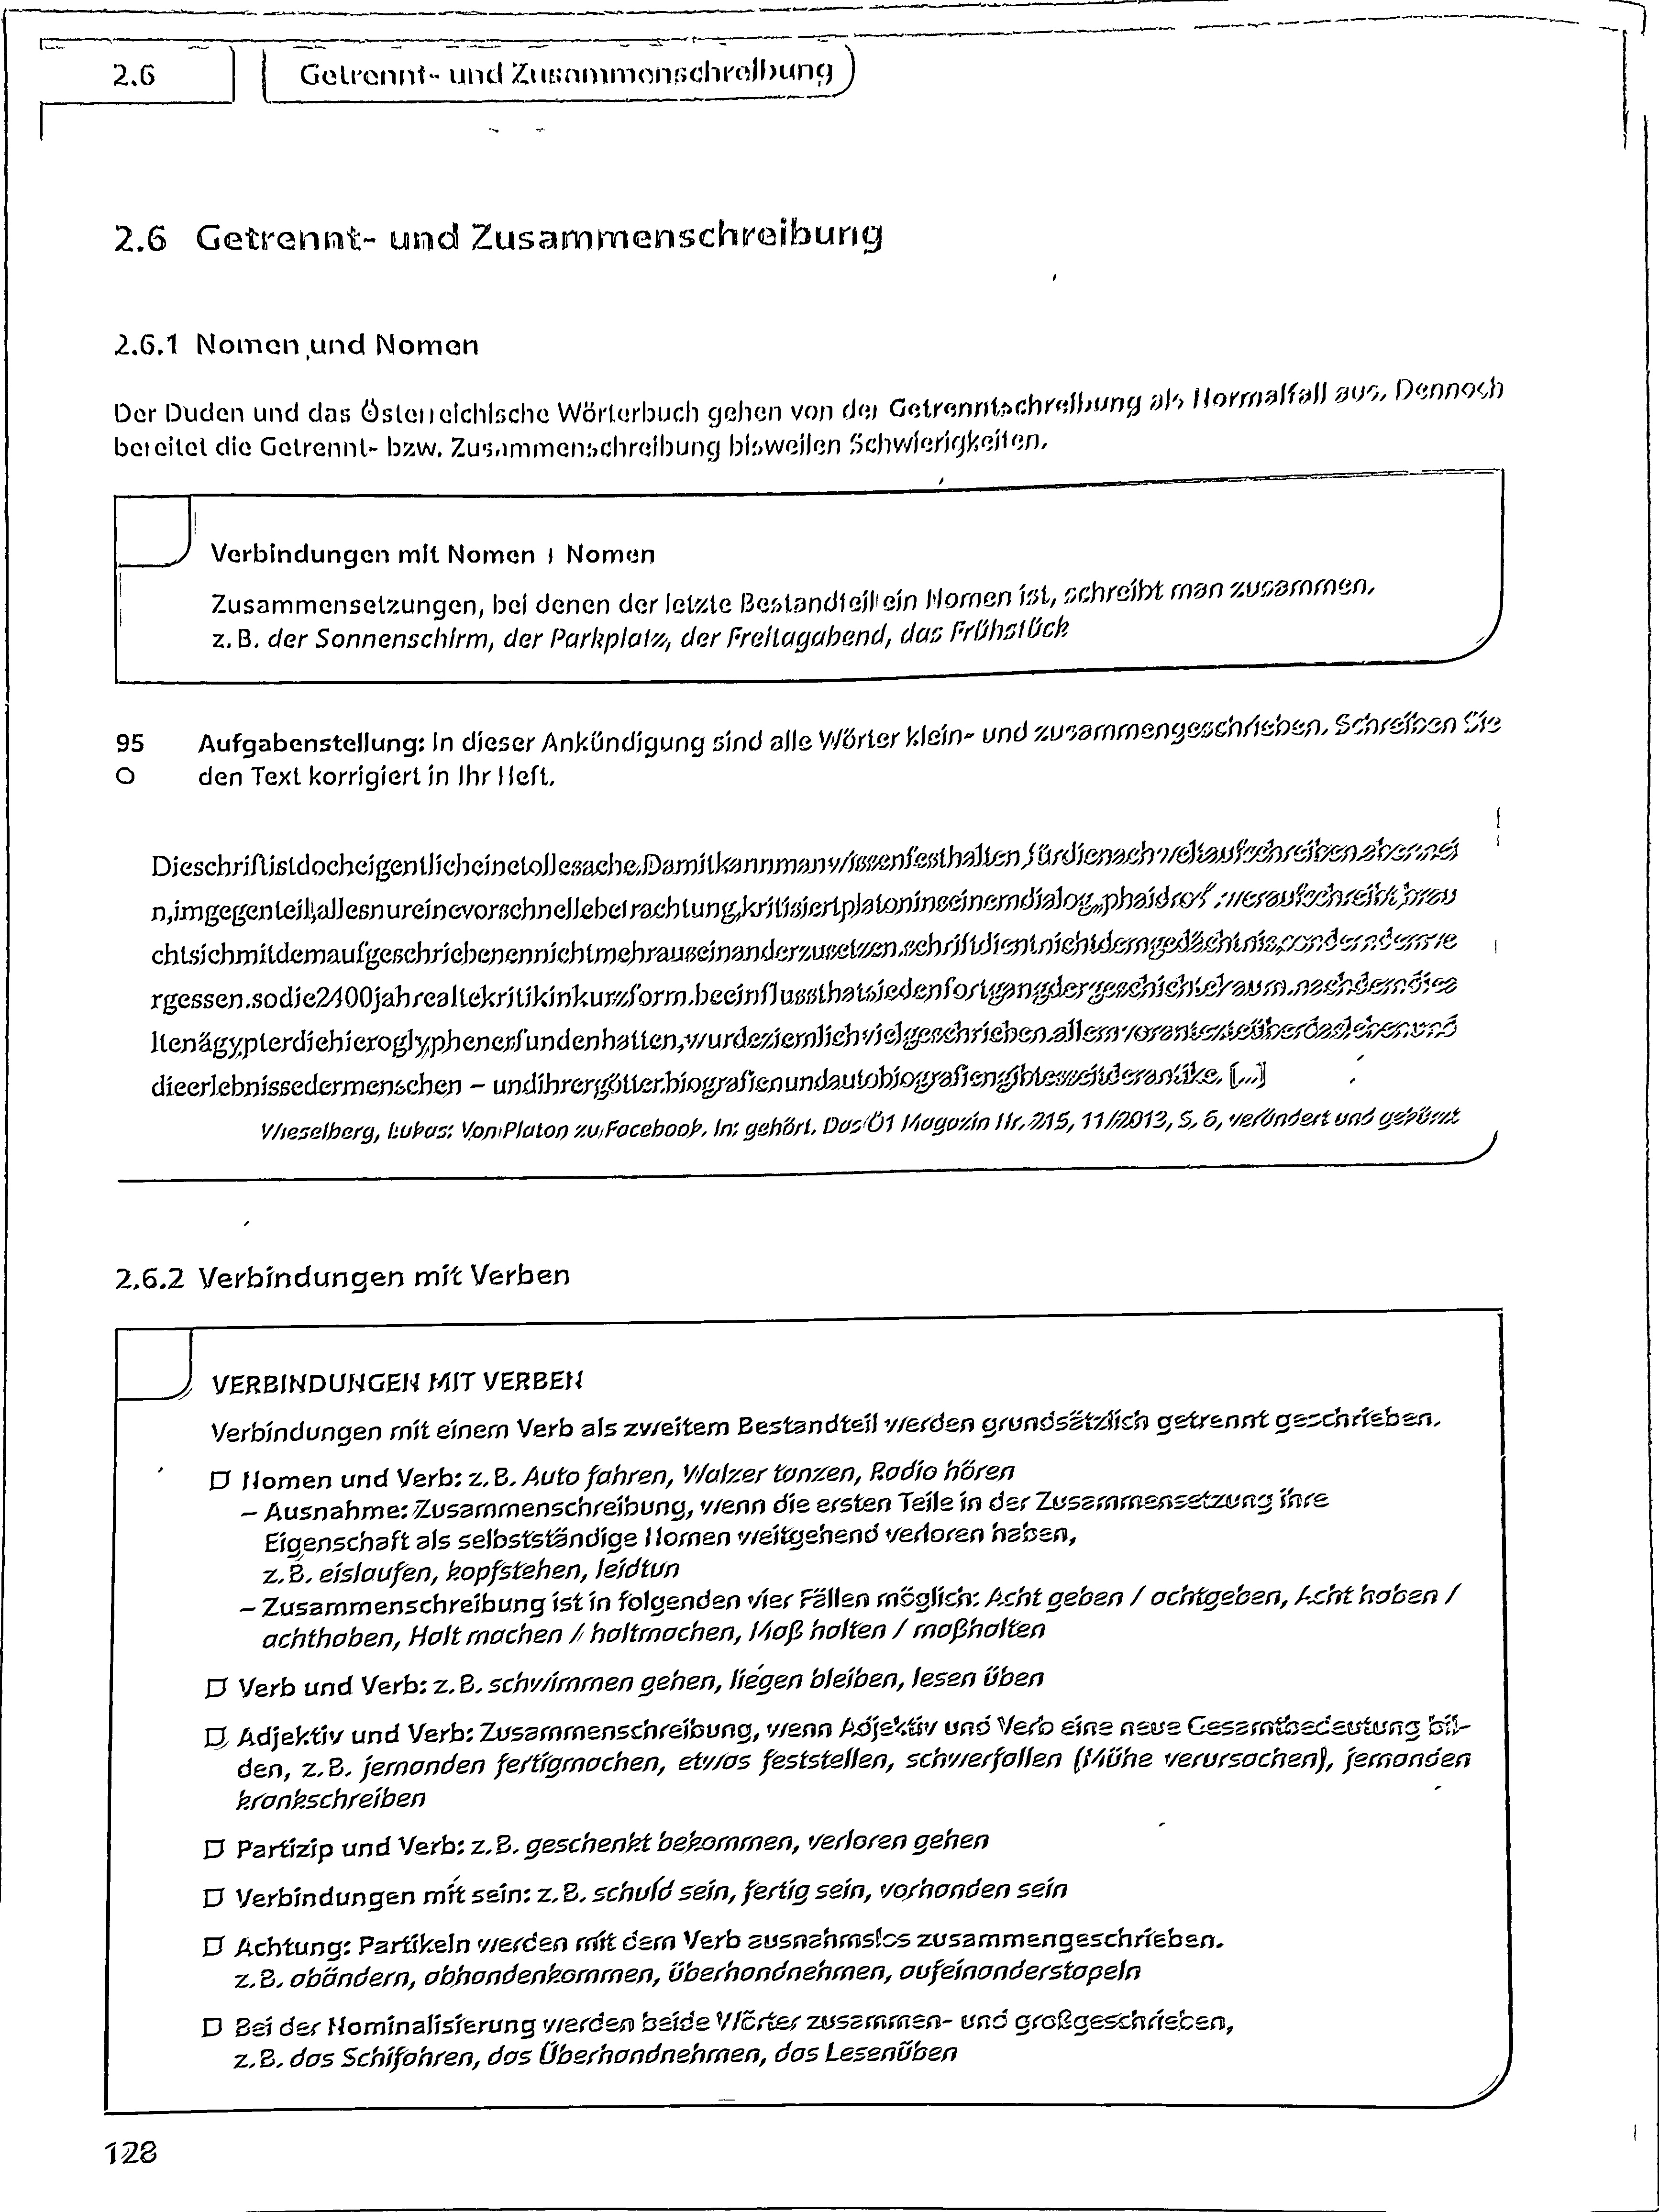 2.6 Getrennt- und Zusammenschreibung
2.6 Getrennt- und Zusammenschreibung
2.6.1 Nomen und Nomen
Der Duden und das Österreichische Wörterbuch gehen von der Getrenntschreibung als Normalfall aus. Dennoch
bereitet die Getrennt- bzw. Zusammenschreibung bisweilen Schwierigkeiten.
Verbindungen mit Nomen + Nomen
Zusammensetzungen, bei denen der letzte Bestandteil ein Nomen ist, schreibt man zusammen,
z. B. der Sonnenschirm, der Parkplatz, der Freitagabend, das Frühstück
95 Aufgabenstellung: In dieser Ankündigung sind alle Wörter klein- und zusammengeschrieben. Schreiben Sie
den Text korrigiert in Ihr Heft.
Dieschriftistdocheigentlicheinetollesache.Damitkannmanwissenfesthalten,fürdienachweltaufschreibenabernei
n,imgegenteil,allesnureinevorschnellebetrachtung,kritisiertplatoninseinemdialog„phaidros“:weraufschreibt,brau
chtsichmitdemaufgeschriebenennichtmehrauseinanderzusetzen.schriftdientnichtdemgedächtnis,sonderndemve
rgessen.sodie2400jahrealtekritikinkurzform.beeinflussthatsiedenfortgangdergeschichtekaum.nachdemdiea
ltenägypterdiehieroglyphenerfundenhatten,wurdeziemlichvielgeschrieben.allemvorantexteüberdaslebenund
dieerlebnissedermenschen – undihrergötter.biografienundautobiografiengibtesseitderantike. [...]
Wieselberg, Lukas: Von Platon zu Facebook. In: gehört. Das Ö1 Magazin Nr. 215, 11/2013, S. 6, verändert und gekürzt
2.6.2 Verbindungen mit Verben
VERBINDUNGEN MIT VERBEN
Verbindungen mit einem Verb als zweitem Bestandteil werden grundsätzlich getrennt geschrieben.
Nomen und Verb: z. B. Auto fahren, Walzer tanzen, Radio hören
– Ausnahme: Zusammenschreibung, wenn die ersten Teile in der Zusammensetzung ihre
Eigenschaft als selbstständige Nomen weitgehend verloren haben,
z. B. eislaufen, kopfstehen, leidtun
– Zusammenschreibung ist in folgenden vier Fällen möglich: Acht geben / achtgeben, Acht haben /
achthaben, Halt machen / haltmachen, Maß halten / maßhalten
Verb und Verb: z. B. schwimmen gehen, liegen bleiben, lesen üben
Adjektiv und Verb: Zusammenschreibung, wenn Adjektiv und Verb eine neue Gesamtbedeutung bil-
den, z. B. jemanden fertigmachen, etwas feststellen, schwerfallen (Mühe verursachen), jemanden
krankschreiben
Partizip und Verb: z. B. geschenkt bekommen, verloren gehen
Verbindungen mit sein: z. B. schuld sein, fertig sein, vorhanden sein
Achtung: Partikeln werden mit dem Verb ausnahmslos zusammengeschrieben.
z. B. abändern, abhandenkommen, überhandnehmen, aufeinanderstapeln
Bei der Nominalisierung werden beide Wörter zusammen- und großgeschrieben,
z. B. das Schifahren, das Überhandnehmen, das Lesenüben
128